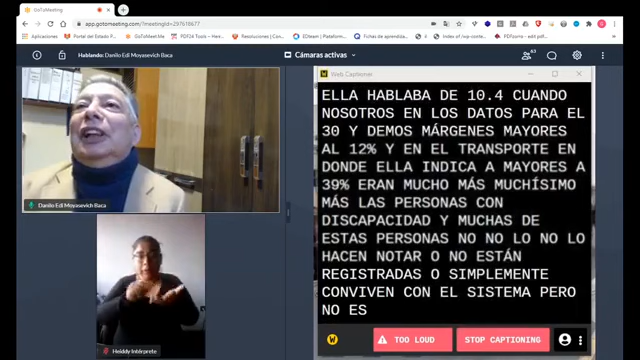 GoToMeeting
app.gotomeeting.com/?meetingId=297618677
Aplicaciones
Portal del Estado P...
GoToMeet.Me
PDF24 Tools
Resoluciones | Con...
EDteam | Plataform...
Fichas de aprendizaj...
Index of /wp-conte...
PDFzorro - edit pdf...
Hablando: Danilo Edi Moyasevich Baca
Cámaras activas
63
Web Captioner
ELLA HABLABA DE 10.4 CUANDO
NOSOTROS EN LOS DATOS PARA EL
30 Y DEMOS MÁRGENES MAYORES
AL 12% Y EN EL TRANSPORTE EN
DONDE ELLA INDICA A MAYORES A
39% ERAN MUCHO MÁS MUCHÍSIMO
MÁS LAS PERSONAS CON
DISCAPACIDAD Y MUCHAS DE
ESTAS PERSONAS NO NO LO NO LO
HACEN NOTAR O NO ESTÁN
REGISTRADAS O SIMPLEMENTE
CONVIVEN CON EL SISTEMA PERO
NO ES
Danilo Edi Moyasevich Baca
Heiddy Intérprete
TOO LOUD
STOP CAPTIONING